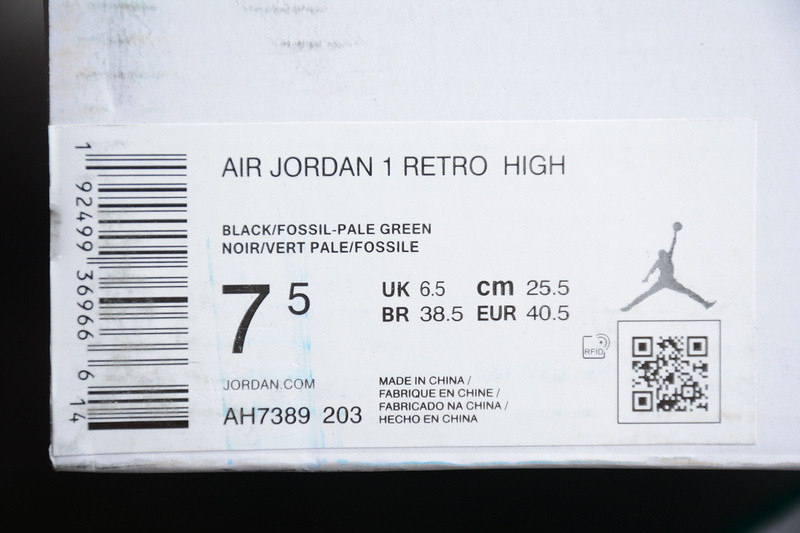 AIR JORDAN 1 RETRO HIGH
BLACK/FOSSIL-PALE GREEN
NOIR/VERT PALE/FOSSILE
7 5
UK 6.5 cm 25.5
BR 38.5 EUR 40.5
RFID
JORDAN.COM
AH7389 203
MADE IN CHINA /
FABRIQUE EN CHINE /
FABRICADO NA CHINA /
HECHO EN CHINA
1 92499 36966 6 14